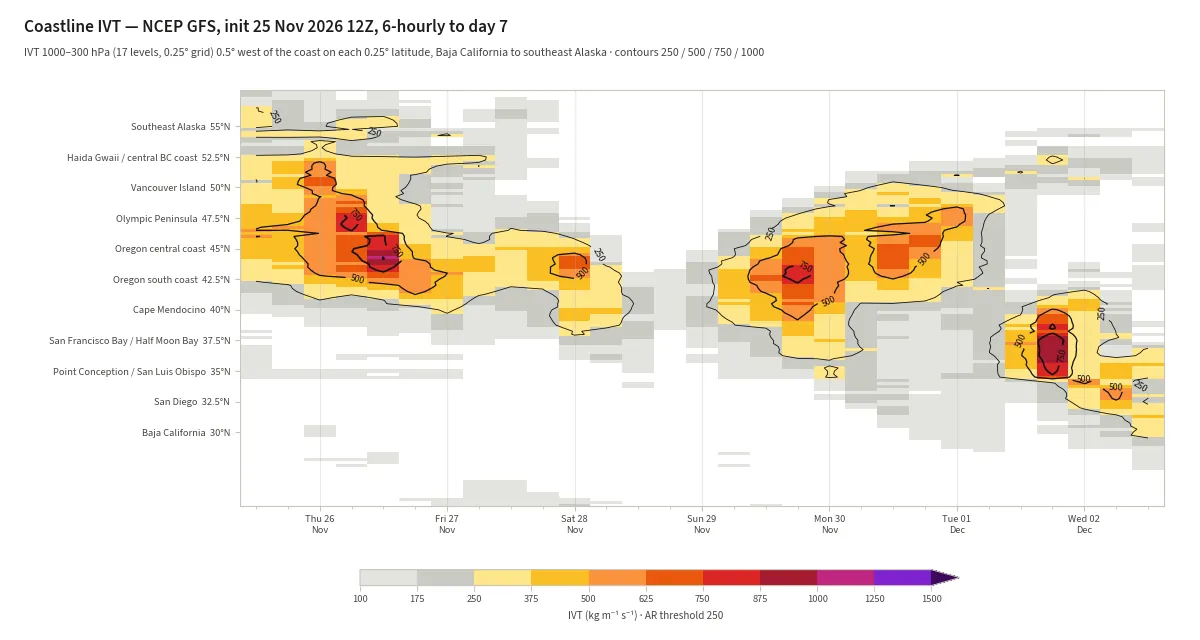 Coastline IVT — NCEP GFS, init 25 Nov 2026 12Z, 6-hourly to day 7
IVT 1000–300 hPa (17 levels, 0.25° grid) 0.5° west of the coast on each 0.25° latitude, Baja California to southeast Alaska · contours 250 / 500 / 750 / 1000
Southeast Alaska 55°N
Haida Gwaii / central BC coast 52.5°N
Vancouver Island 50°N
Olympic Peninsula 47.5°N
Oregon central coast 45°N
Oregon south coast 42.5°N
Cape Mendocino 40°N
San Francisco Bay / Half Moon Bay 37.5°N
Point Conception / San Luis Obispo 35°N
San Diego 32.5°N
Baja California 30°N
250
250
750
750
500
250
500
250
750
500
500
250
500
750
500
500
250
Thu 26 Fri 27 Sat 28 Sun 29 Mon 30 Tue 01 Wed 02
Nov Nov Nov Nov Nov Dec Dec
100 175 250 375 500 625 750 875 1000 1250 1500
IVT (kg m⁻¹ s⁻¹) · AR threshold 250